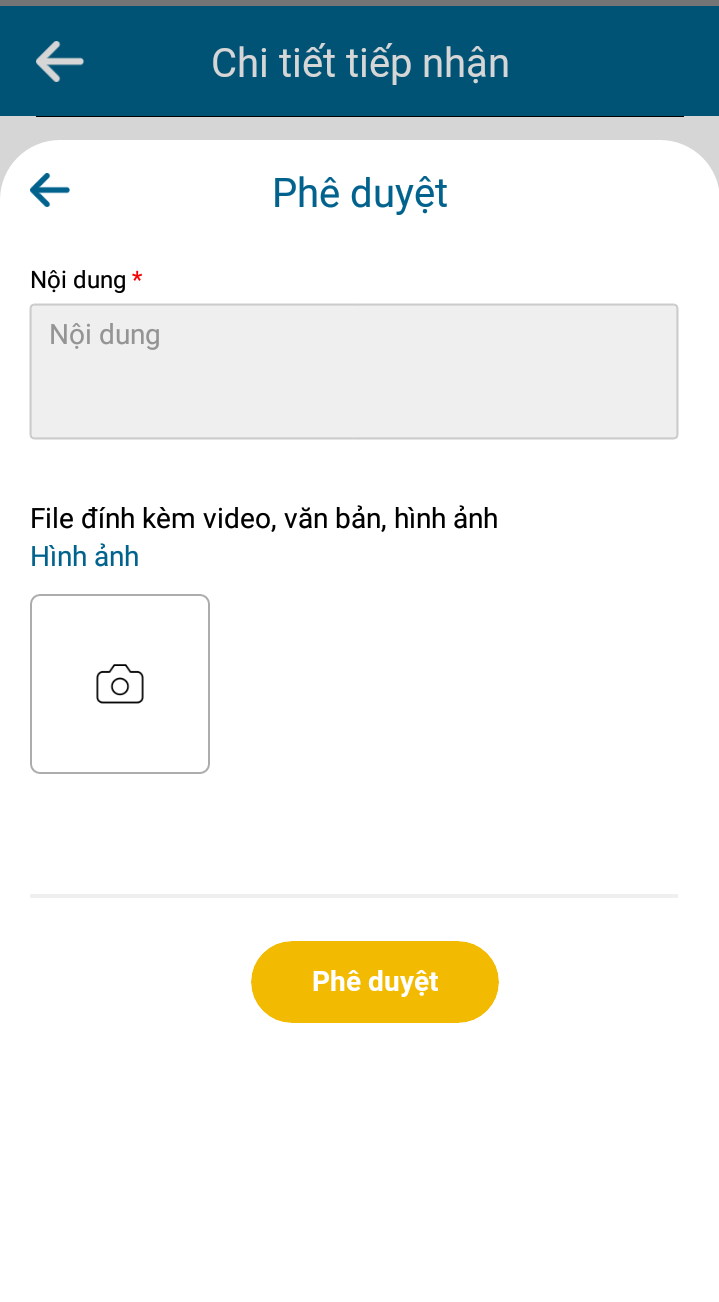 Chi tiết tiếp nhận
Phê duyệt
Nội dung *
Nội dung
File đính kèm video, văn bản, hình ảnh
Hình ảnh
Phê duyệt